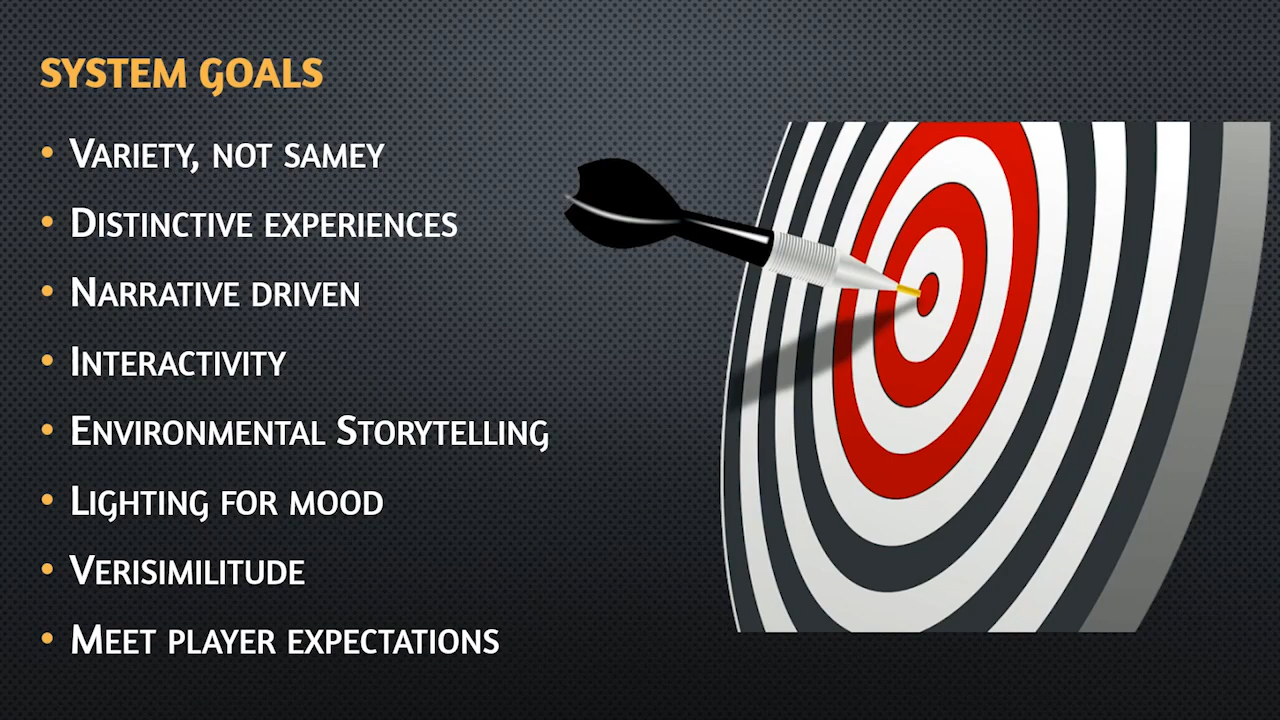 SYSTEM GOALS
• VARIETY, NOT SAMEY
• DISTINCTIVE EXPERIENCES
• NARRATIVE DRIVEN
• INTERACTIVITY
• ENVIRONMENTAL STORYTELLING
• LIGHTING FOR MOOD
• VERISIMILITUDE
• MEET PLAYER EXPECTATIONS